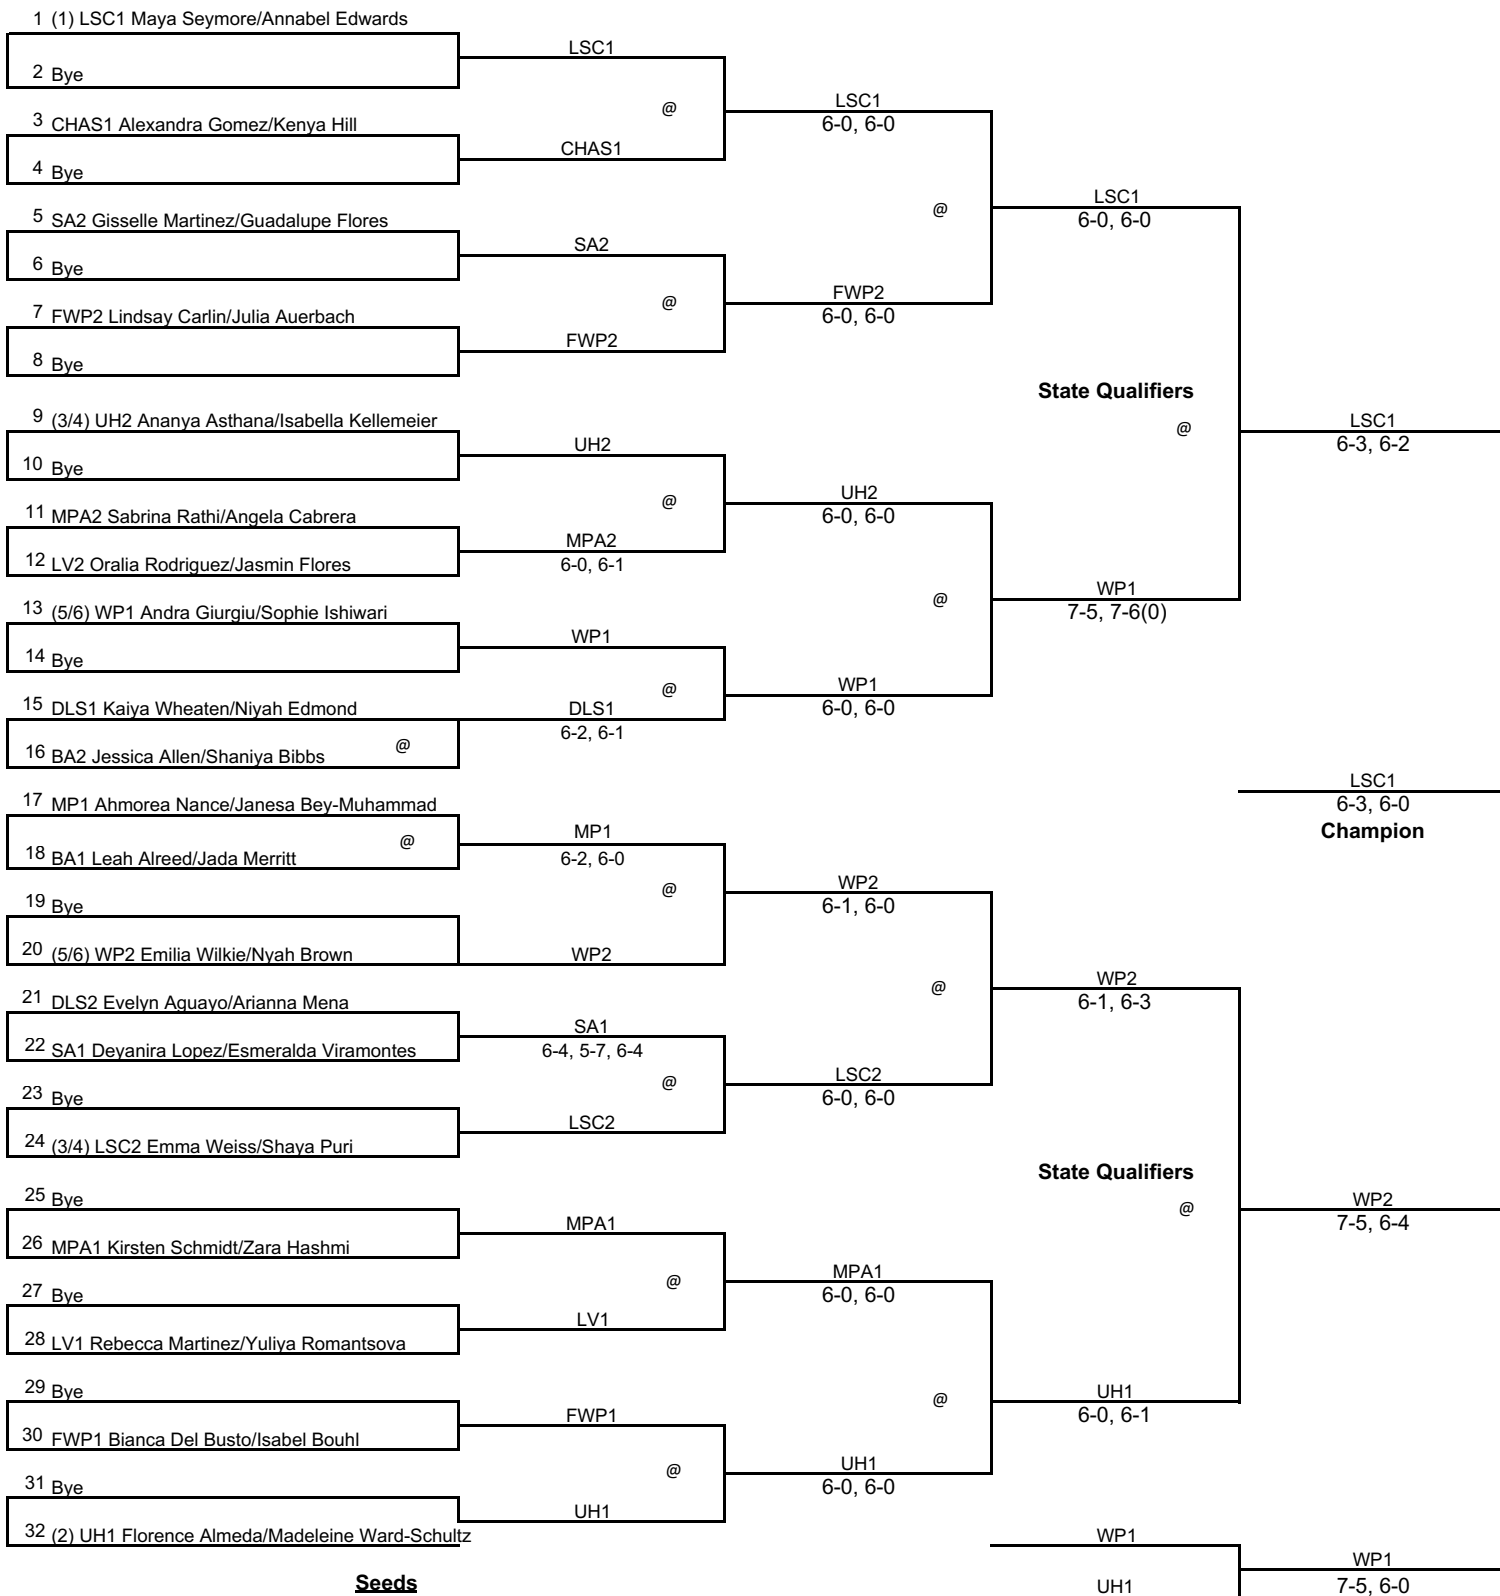 1 (1) LSC1 Maya Seymore/Annabel Edwards
LSC1
2 Bye
@
LSC1
6-0, 6-0
3 CHAS1 Alexandra Gomez/Kenya Hill
CHAS1
4 Bye
LSC1
6-0, 6-0
@
5 SA2 Gisselle Martinez/Guadalupe Flores
SA2
6 Bye
@
FWP2
6-0, 6-0
7 FWP2 Lindsay Carlin/Julia Auerbach
FWP2
8 Bye
State Qualifiers
@
LSC1
6-3, 6-2
9 (3/4) UH2 Ananya Asthana/Isabella Kellemeier
UH2
10 Bye
@
UH2
6-0, 6-0
11 MPA2 Sabrina Rathi/Angela Cabrera
MPA2
6-0, 6-1
12 LV2 Oralia Rodriguez/Jasmin Flores
@
WP1
7-5, 7-6(0)
13 (5/6) WP1 Andra Giurgiu/Sophie Ishiwari
WP1
14 Bye
@
WP1
6-0, 6-0
15 DLS1 Kaiya Wheaten/Niyah Edmond
DLS1
6-2, 6-1
16 BA2 Jessica Allen/Shaniya Bibbs @
LSC1
6-3, 6-0
Champion
17 MP1 Ahmorea Nance/Janesa Bey-Muhammad
MP1
6-2, 6-0
18 BA1 Leah Alreed/Jada Merritt @
@
WP2
6-1, 6-0
19 Bye
20 (5/6) WP2 Emilia Wilkie/Nyah Brown
WP2
@
WP2
6-1, 6-3
21 DLS2 Evelyn Aguayo/Arianna Mena
SA1
6-4, 5-7, 6-4
22 SA1 Deyanira Lopez/Esmeralda Viramontes
@
LSC2
6-0, 6-0
23 Bye
LSC2
24 (3/4) LSC2 Emma Weiss/Shaya Puri
State Qualifiers
@
WP2
7-5, 6-4
25 Bye
MPA1
26 MPA1 Kirsten Schmidt/Zara Hashmi
@
MPA1
6-0, 6-0
27 Bye
LV1
28 LV1 Rebecca Martinez/Yuliya Romantsova
@
UH1
6-0, 6-1
29 Bye
FWP1
30 FWP1 Bianca Del Busto/Isabel Bouhl
@
UH1
6-0, 6-0
31 Bye
UH1
32 (2) UH1 Florence Almeda/Madeleine Ward-Schultz
WP1
WP1
7-5, 6-0
UH1
Seeds